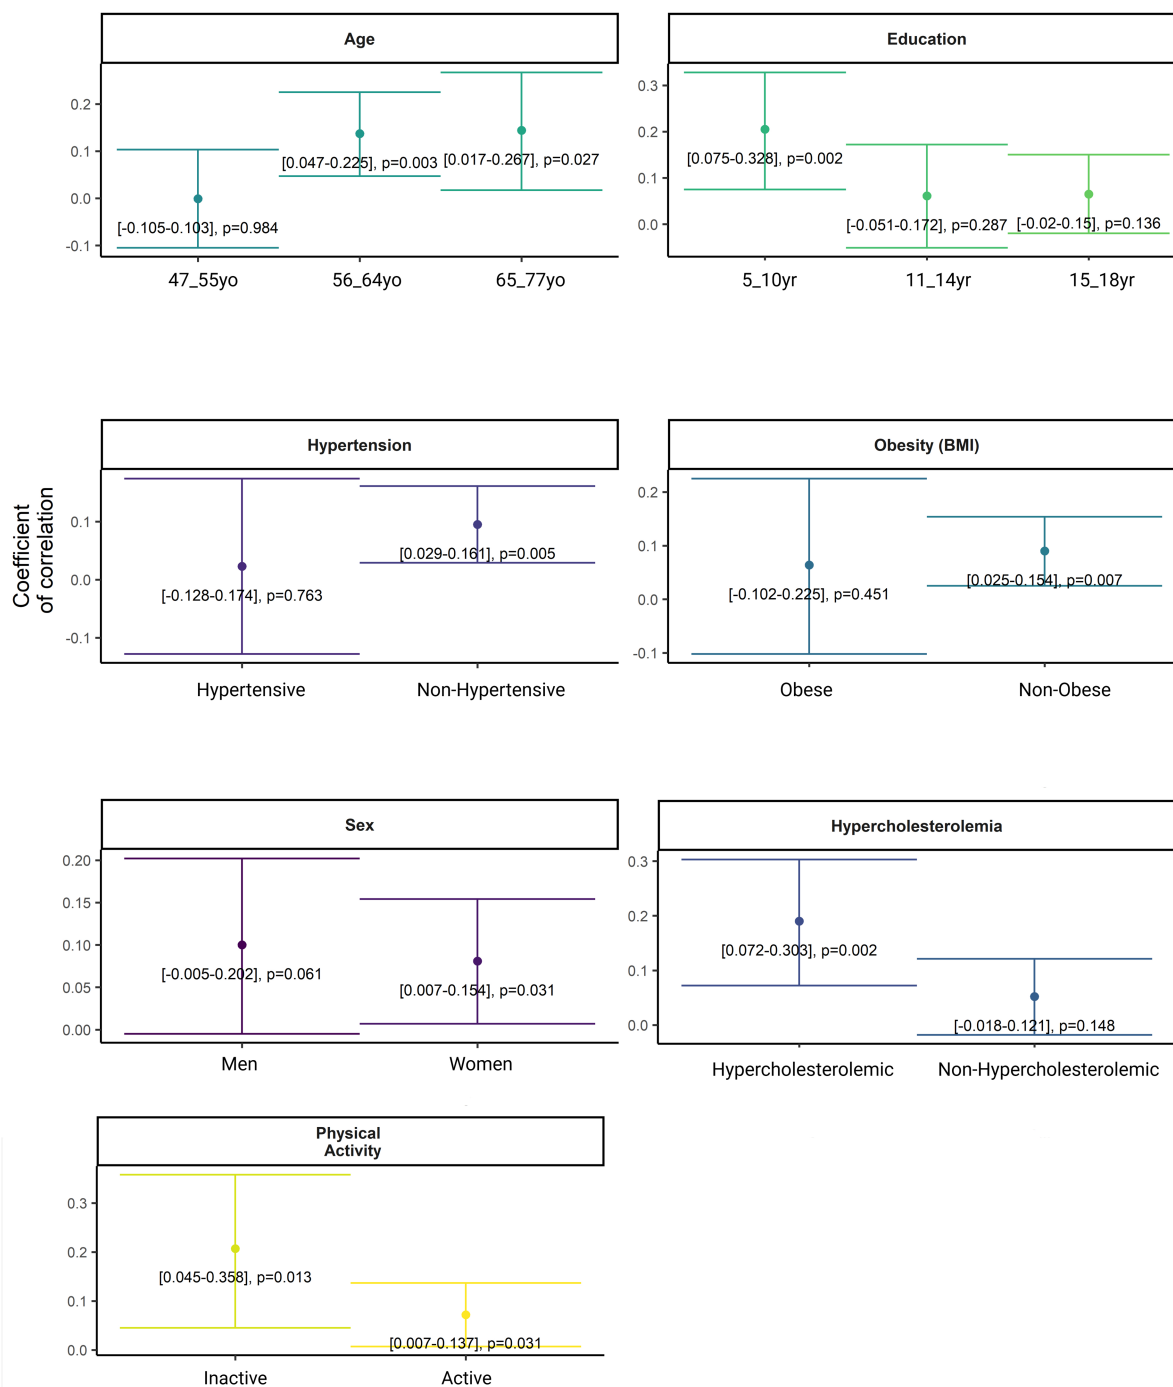 Age
0.2
0.1
0.0
-0.1
[-0.105-0.103], p=0.984
[0.047-0.225], p=0.003
[0.017-0.267], p=0.027
47_55yo
56_64yo
65_77yo
Education
0.3
0.2
0.1
0.0
[0.075-0.328], p=0.002
[-0.051-0.172], p=0.287
[-0.02-0.15], p=0.136
5_10yr
11_14yr
15_18yr
Coefficient
of correlation
Hypertension
0.1
0.0
-0.1
[-0.128-0.174], p=0.763
[0.029-0.161], p=0.005
Hypertensive
Non-Hypertensive
Obesity (BMI)
0.2
0.1
0.0
-0.1
[-0.102-0.225], p=0.451
[0.025-0.154], p=0.007
Obese
Non-Obese
Sex
0.20
0.15
0.10
0.05
0.00
[-0.005-0.202], p=0.061
[0.007-0.154], p=0.031
Men
Women
Hypercholesterolemia
0.3
0.2
0.1
0.0
[0.072-0.303], p=0.002
[-0.018-0.121], p=0.148
Hypercholesterolemic
Non-Hypercholesterolemic
Physical
Activity
0.3
0.2
0.1
0.0
[0.045-0.358], p=0.013
[0.007-0.137], p=0.031
Inactive
Active